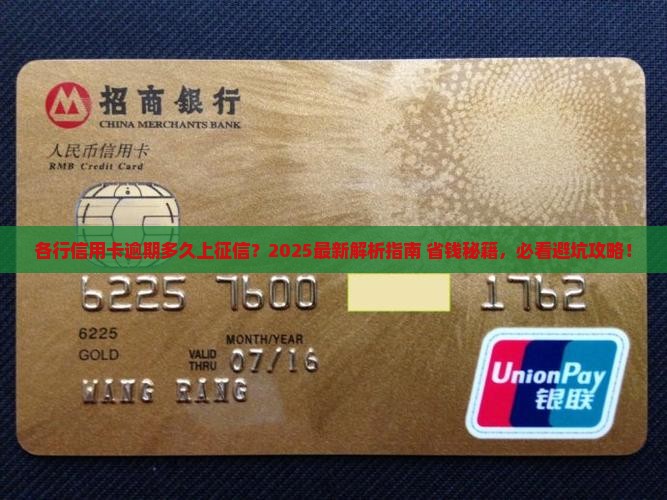 招商银行
CHINA MERCHANTS BANK
人民币信用卡
RMB Credit Card
各行信用卡逾期多久上征信？2025最新解析指南 省钱秘籍，必看避坑攻略！
6225 7600 1762
6225
MONTH/YEAR
GOLD VALID THRU 07/16
WANG RANG
UnionPay
银联